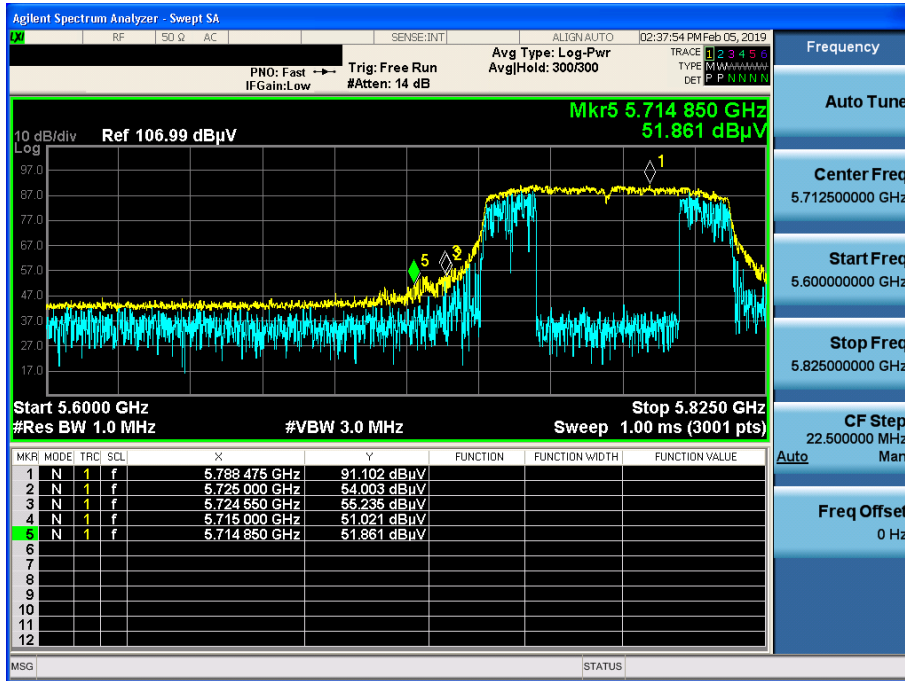 Agilent Spectrum Analyzer - Swept SA
LXI RF 50 Ω AC SENSE:INT ALIGN AUTO 02:37:54 PM Feb 05, 2019
PNO: Fast Trig: Free Run Avg Type: Log-Pwr TRACE 1 2 3 4 5 6
IFGain:Low #Atten: 14 dB Avg|Hold: 300/300 TYPE M W
DET P P N N N N
Mkr5 5.714 850 GHz
51.861 dBµV
10 dB/div Ref 106.99 dBµV
Log
97.0
87.0
77.0
67.0
57.0
47.0
37.0
27.0
17.0
1
5
Start 5.6000 GHz Stop 5.8250 GHz
#Res BW 1.0 MHz #VBW 3.0 MHz Sweep 1.00 ms (3001 pts)
MKR MODE TRC SCL X Y FUNCTION FUNCTION WIDTH FUNCTION VALUE
1 N 1 f 5.788 475 GHz 91.102 dBµV
2 N 1 f 5.725 000 GHz 54.003 dBµV
3 N 1 f 5.724 550 GHz 55.235 dBµV
4 N 1 f 5.715 000 GHz 51.021 dBµV
5 N 1 f 5.714 850 GHz 51.861 dBµV
6
7
8
9
10
11
12
MSG STATUS
Frequency
Auto Tune
Center Freq
5.712500000 GHz
Start Freq
5.600000000 GHz
Stop Freq
5.825000000 GHz
CF Step
22.500000 MHz
Auto Man
Freq Offset
0 Hz